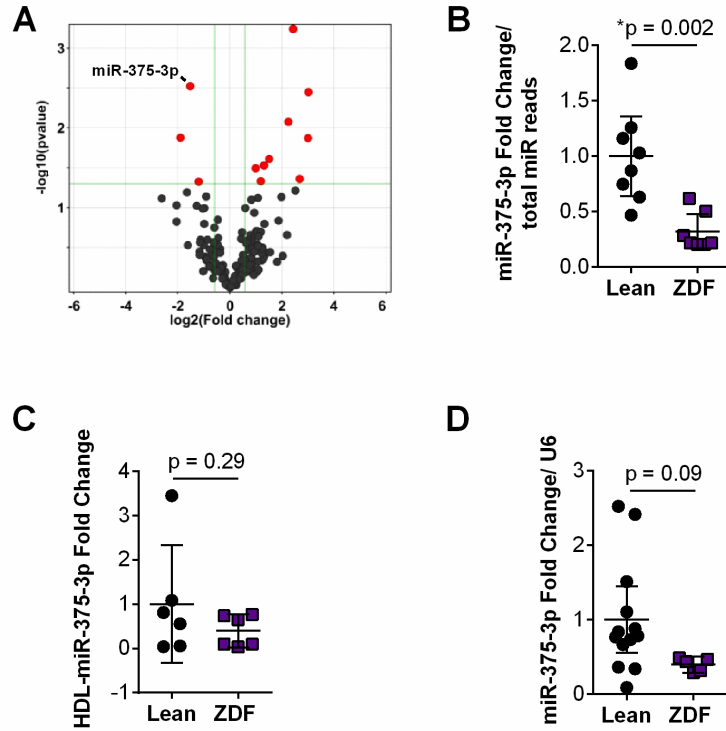 A
-log10(pvalue)
3
2
1
miR-375-3p
-6 -4 -2 0 2 4 6
log2(Fold change)
B
miR-375-3p Fold Change/
total miR reads
*p = 0.002
2.0
1.5
1.0
0.5
0.0
Lean ZDF
C
HDL-miR-375-3p Fold Change
p = 0.29
4
3
2
1
0
-1
Lean ZDF
D
miR-375-3p Fold Change/ U6
p = 0.09
3
2
1
0
Lean ZDF